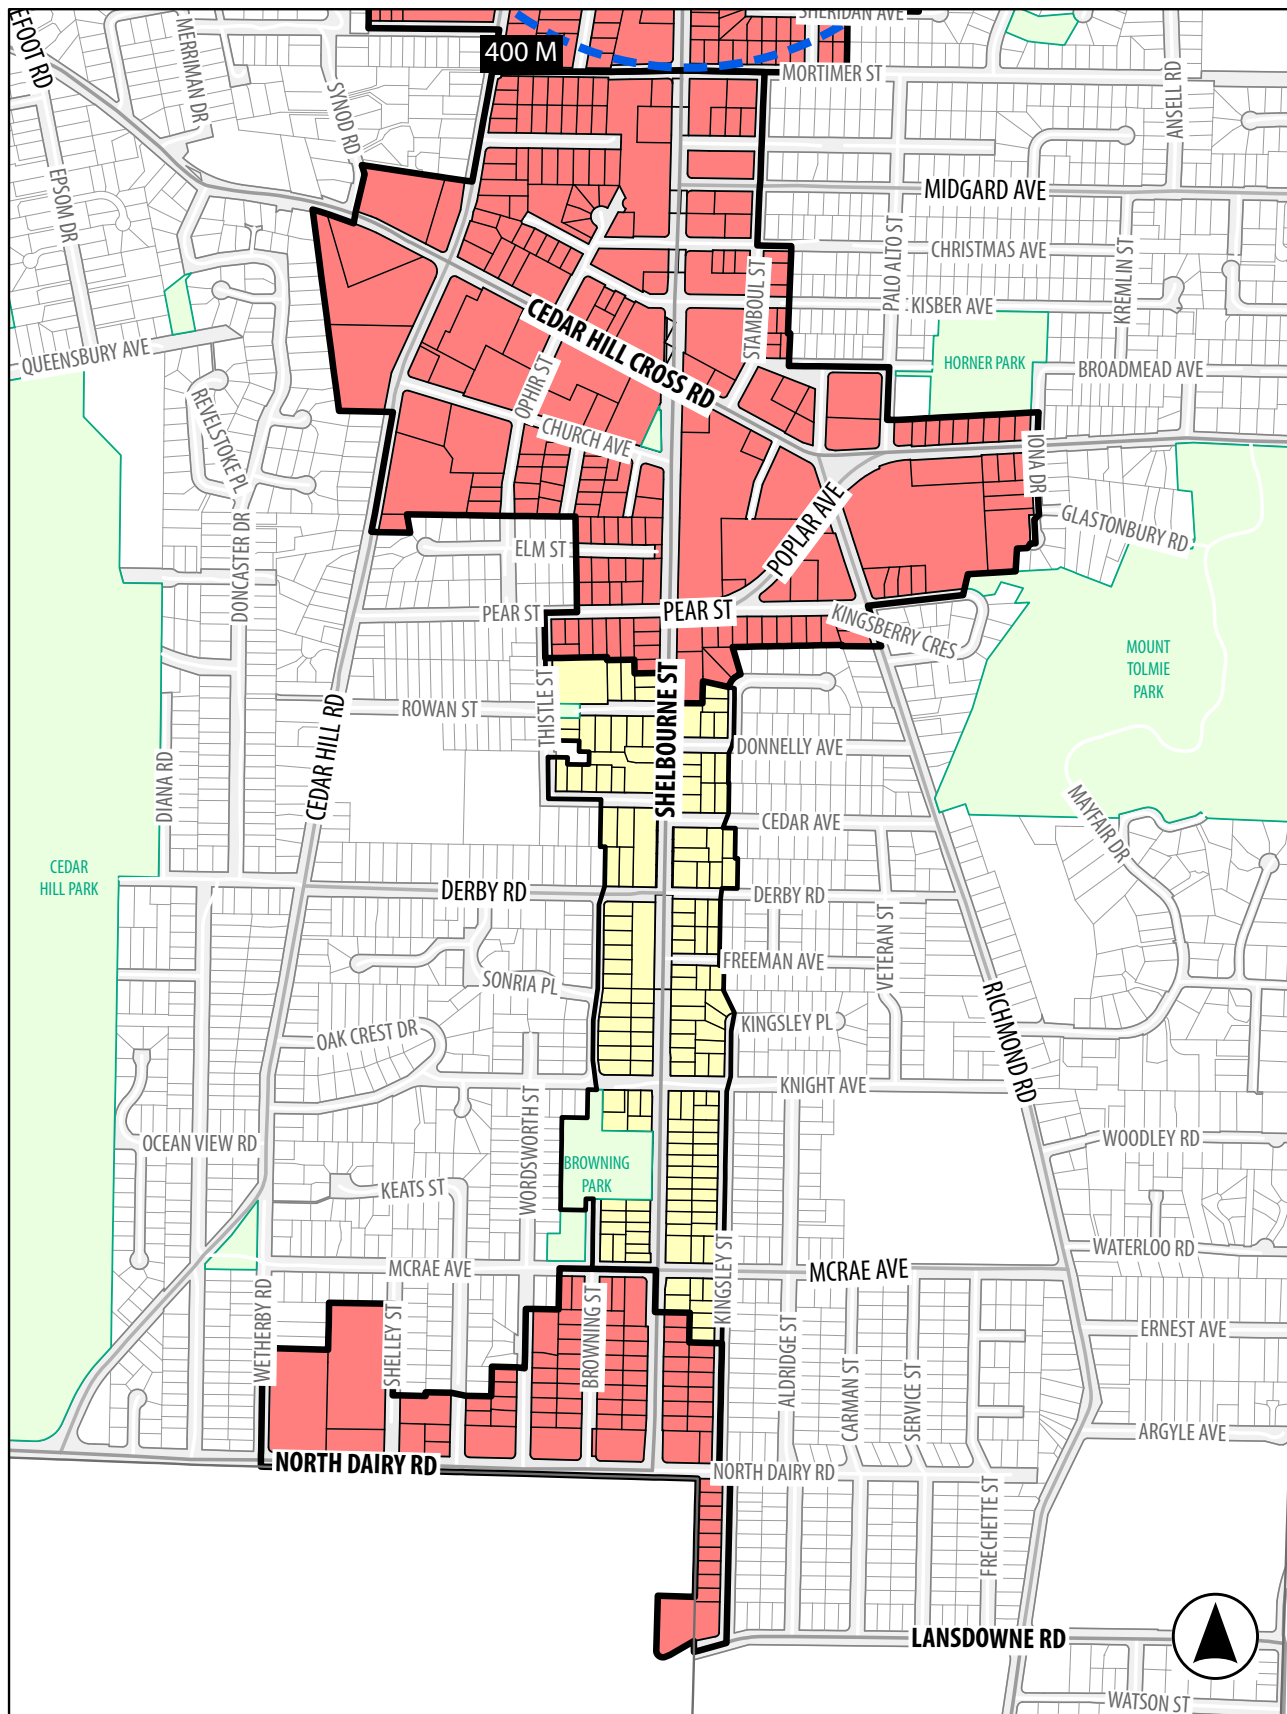 SHERIDAN AVE
EFOOT RD
MERRIMAN DR
400 M
MORTIMER ST
SYNOD RD
ANSELL RD
EPSOM DR
MIDGARD AVE
PALO ALTO ST
CHRISTMAS AVE
KREMLIN ST
STAMBOUL ST
KISBER AVE
CEDAR HILL CROSS RD
QUEENSBURY AVE
HORNER PARK
BROADMEAD AVE
OPHIR ST
REVELSTOKE PL
CHURCH AVE
IONA DR
POPLAR AVE
GLASTONBURY RD
DONCASTER DR
ELM ST
PEAR ST
PEAR ST
KINGSBERRY CRES
MOUNT
TOLMIE
PARK
THISTLE ST
SHELBOURNE ST
ROWAN ST
CEDAR HILL RD
DIANA RD
DONNELLY AVE
MAYFAIR DR
CEDAR AVE
CEDAR
HILL PARK
DERBY RD
DERBY RD
VETERAN ST
FREEMAN AVE
SONRIA PL
RICHMOND RD
OAK CREST DR
KINGSLEY PL
KNIGHT AVE
WORDSWORTH ST
OCEAN VIEW RD
WOODLEY RD
BROWNING
PARK
KEATS ST
KINGSLEY ST
WATERLOO RD
MCRAE AVE
MCRAE AVE
WETHERBY RD
SHELLEY ST
BROWNING ST
ALDRIDGE ST
CARMAN ST
SERVICE ST
ERNEST AVE
ARGYLE AVE
NORTH DAIRY RD
NORTH DAIRY RD
FRECHETTE ST
LANSDOWNE RD
WATSON ST